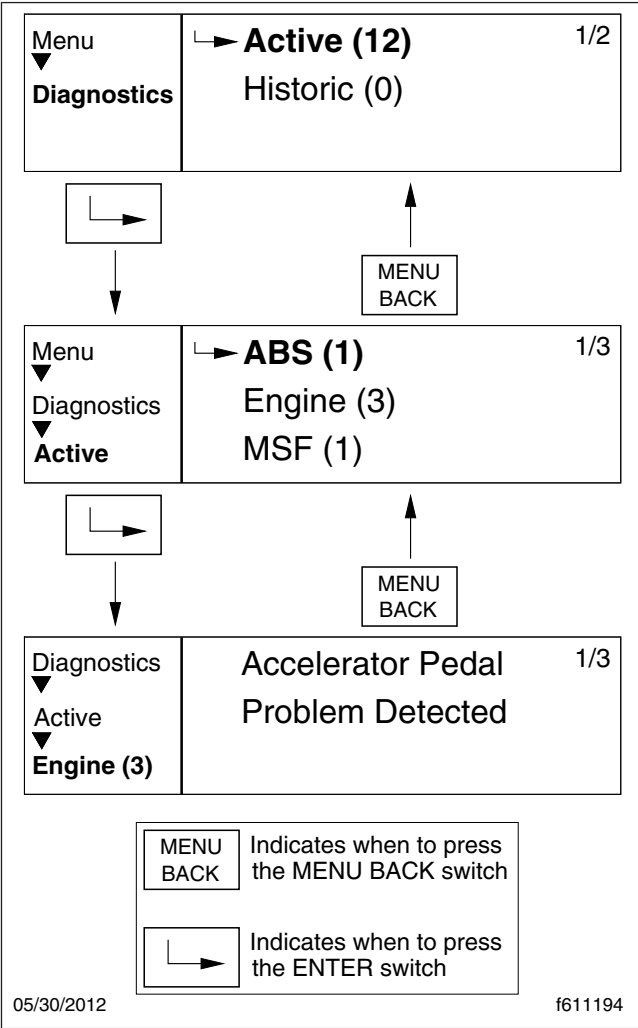 Menu
Diagnostics
Active (12)
Historic (0)
1/2
MENU
BACK
Menu
Diagnostics
Active
ABS (1)
Engine (3)
MSF (1)
1/3
MENU
BACK
Diagnostics
Active
Engine (3)
Accelerator Pedal
Problem Detected
1/3
MENU
BACK
Indicates when to press
the MENU BACK switch
Indicates when to press
the ENTER switch
05/30/2012
f611194